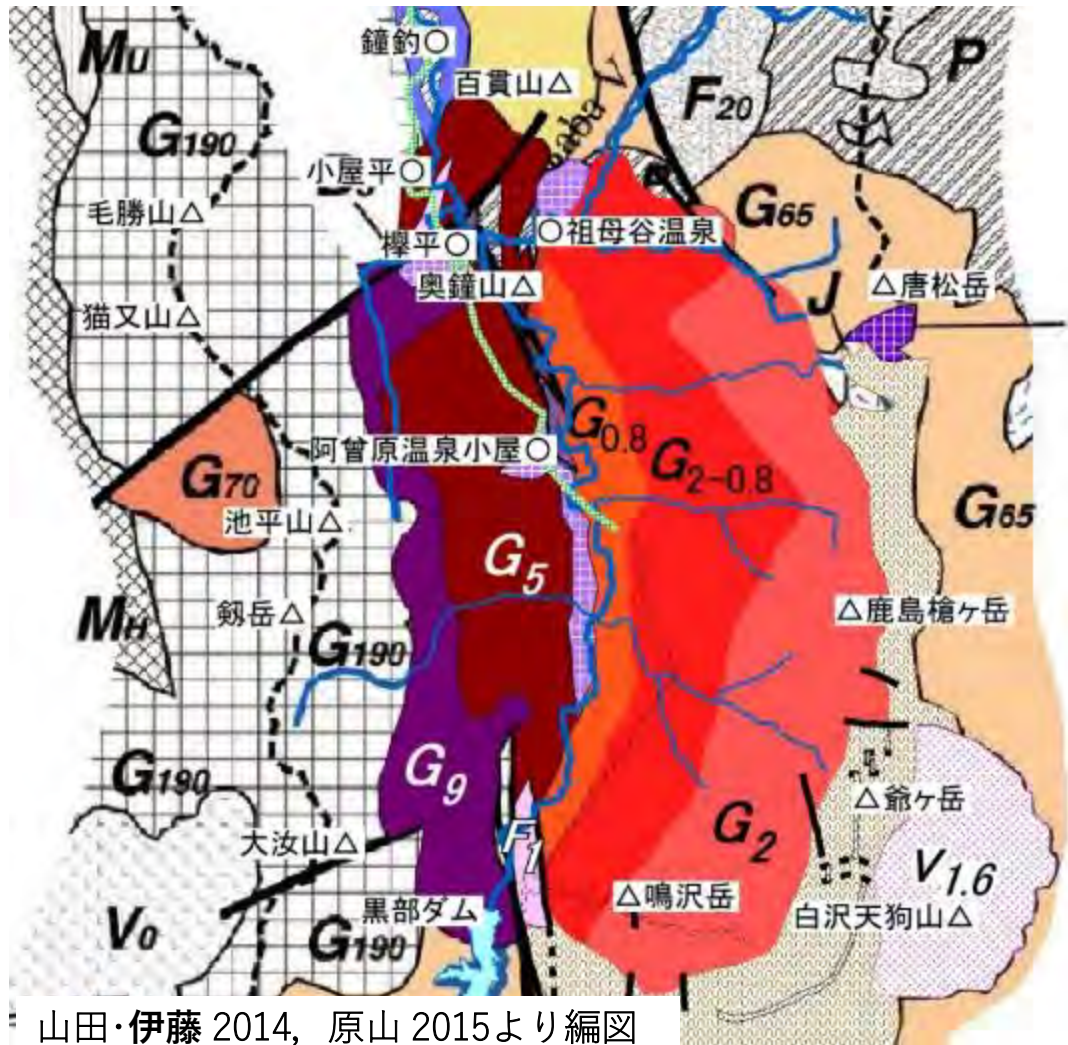 MU
鐘釣○
P
百貫山△
F20
G190
aba
小屋平○
毛勝山△
G65
欅平○
○祖母谷温泉
奥鐘山△
△唐松岳
J
猫又山△
G0.8
阿曾原温泉小屋○
G2-0.8
G70
G65
池平山△
G5
剱岳△
△鹿島槍ヶ岳
MH
G190
G190
G9
△爺ヶ岳
大汝山△
F1
G2
V1.6
△鳴沢岳
黒部ダム
白沢天狗山△
V0
G190
山田・伊藤 2014, 原山 2015より編図